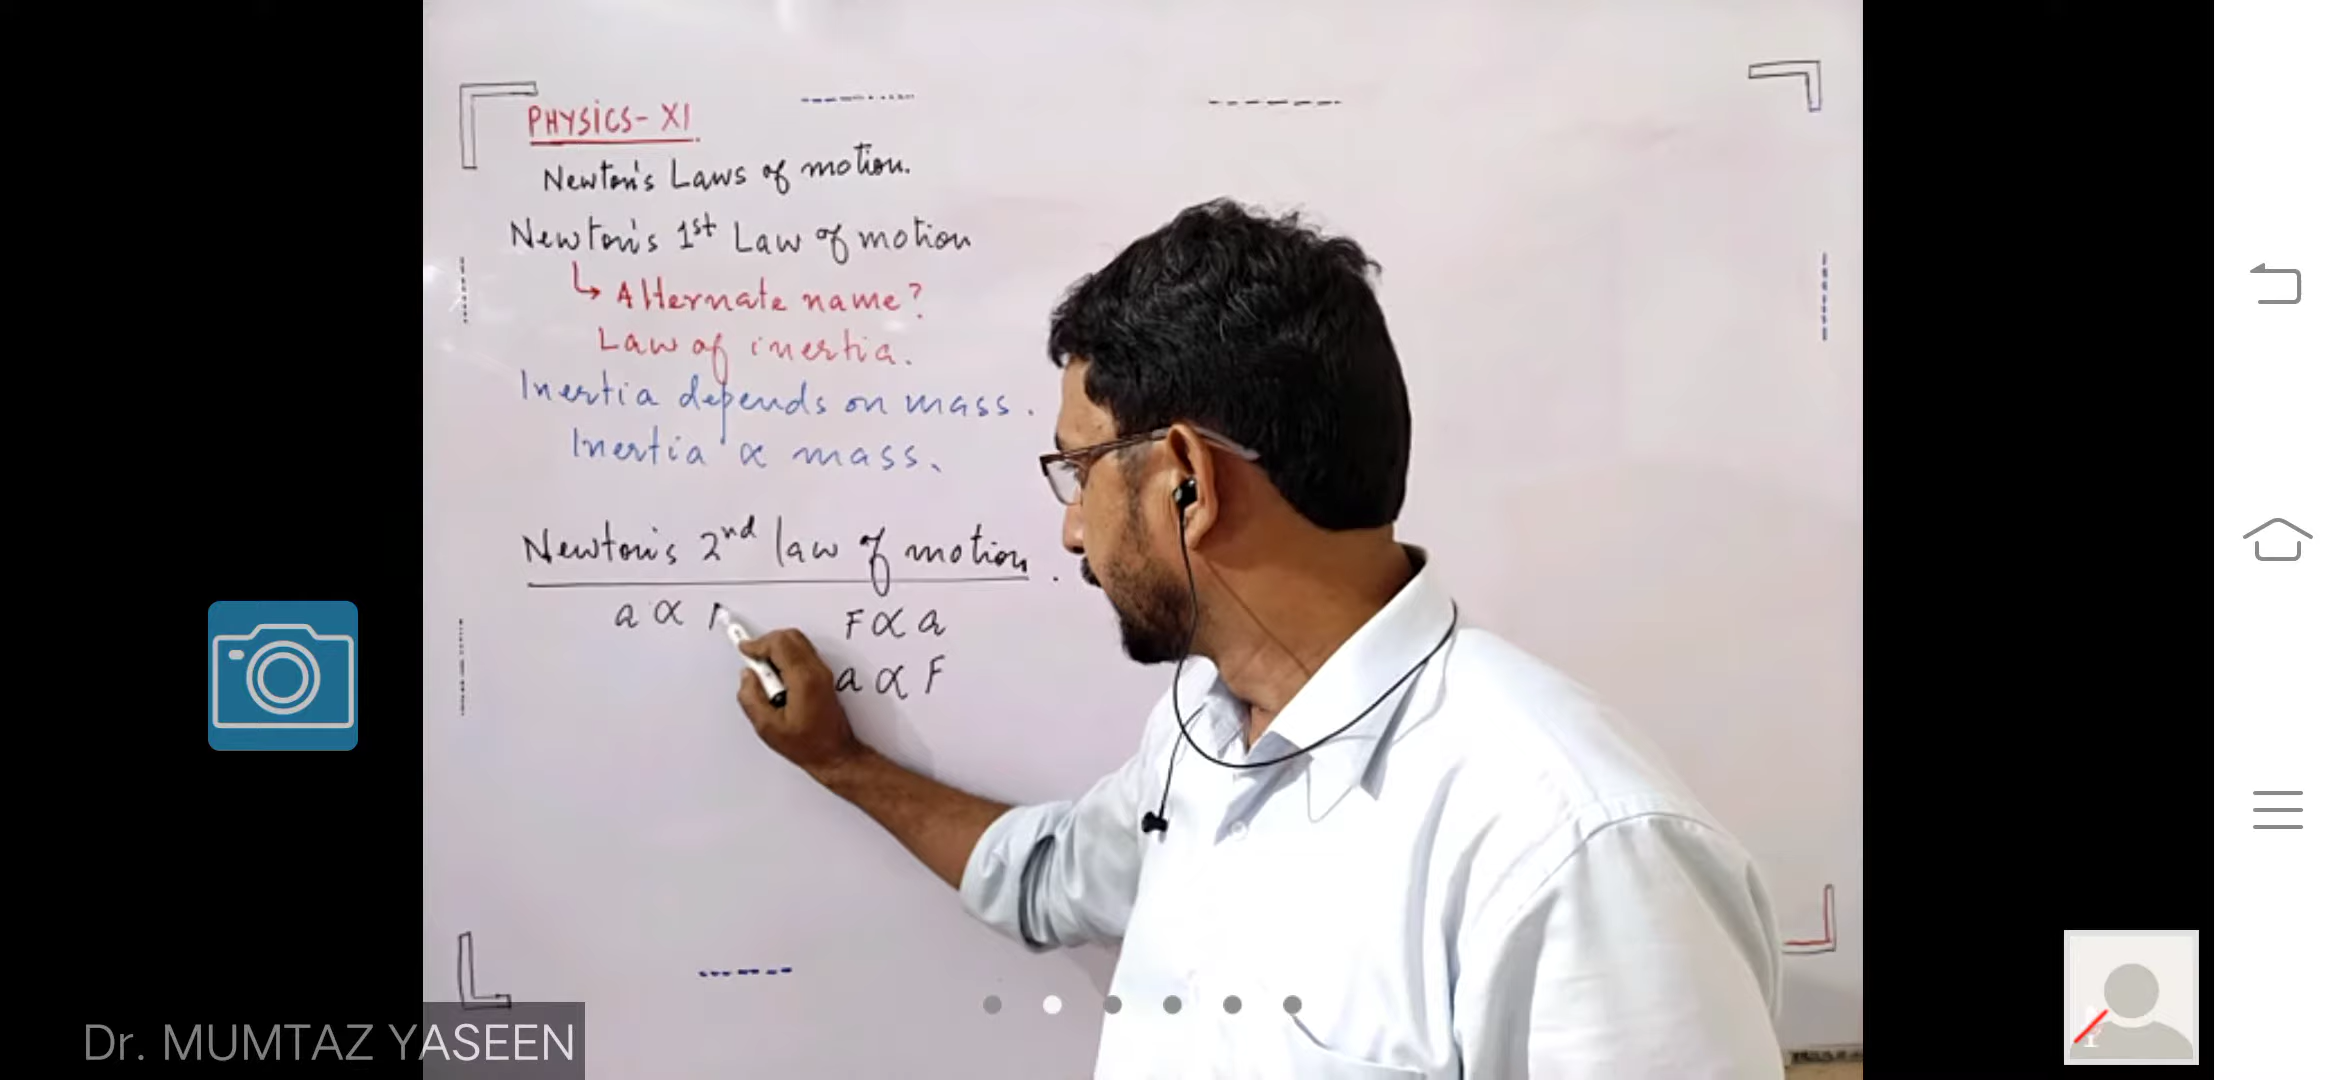 PHYSICS- XI
Newton's Laws of motion.
Newton's 1st Law of motion
↳ Alternate name?
Law of inertia.
Inertia depends on mass.
Inertia ∝ mass.
Newton's 2nd law of motion.
a ∝
F ∝ a
a ∝ F
Dr. MUMTAZ YASEEN